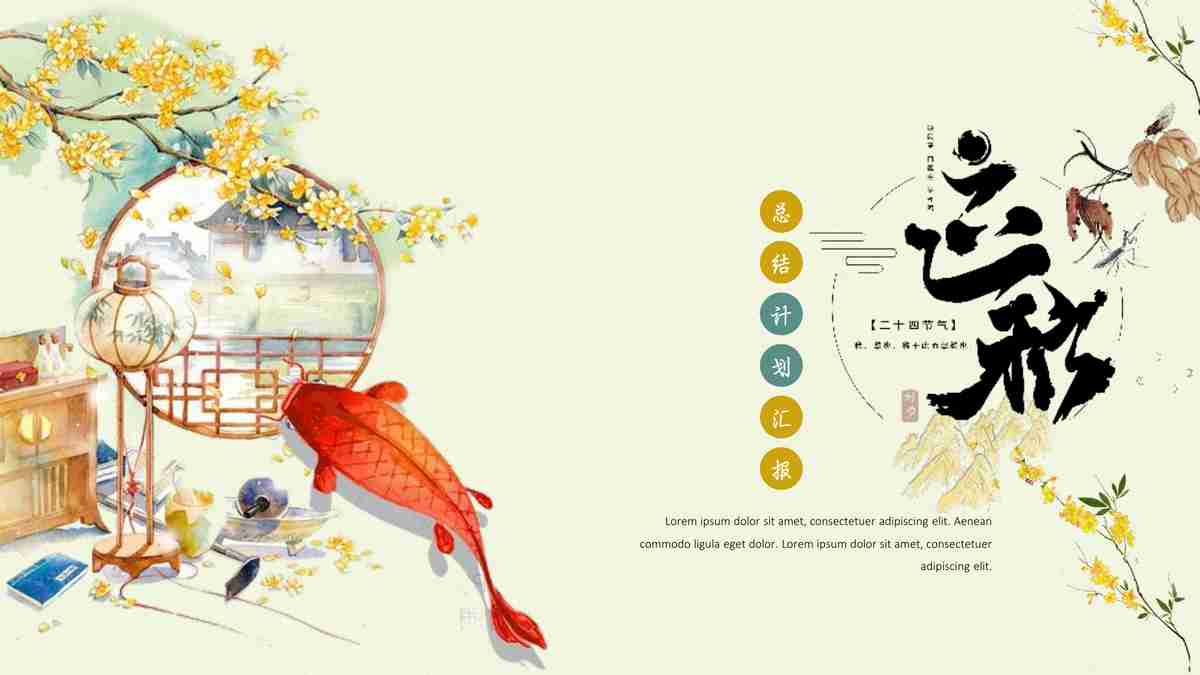 立秋
【二十四节气】
总
结
计
划
汇
报
Lorem ipsum dolor sit amet, consectetuer adipiscing elit. Aenean
commodo ligula eget dolor. Lorem ipsum dolor sit amet, consectetuer
adipiscing elit.